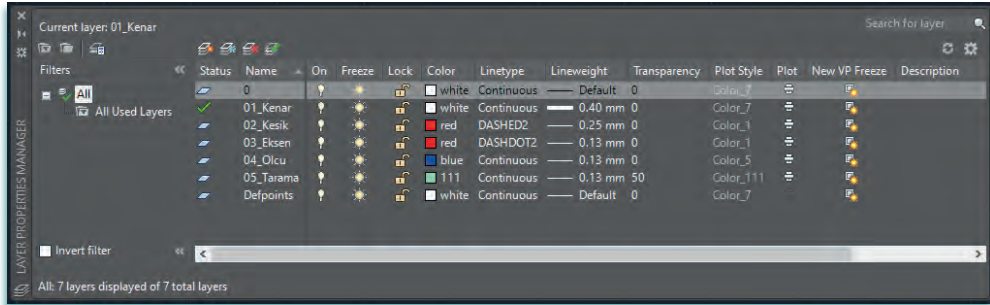 Current layer: 01_Kenar
Search for layer
Filters
Status Name On Freeze Lock Color Linetype Lineweight Transparency Plot Style Plot New VP Freeze Description
All
0 white Continuous Default 0 Color_7
All Used Layers
01_Kenar white Continuous 0.40 mm 0 Color_7
02_Kesik red DASHED2 0.25 mm 0 Color_1
03_Eksen red DASHDOT2 0.13 mm 0 Color_1
04_Olcu blue Continuous 0.13 mm 0 Color_5
05_Tarama 111 Continuous 0.13 mm 50 Color_111
Defpoints white Continuous Default 0 Color_7
LAYER PROPERTIES MANAGER
Invert filter
All: 7 layers displayed of 7 total layers